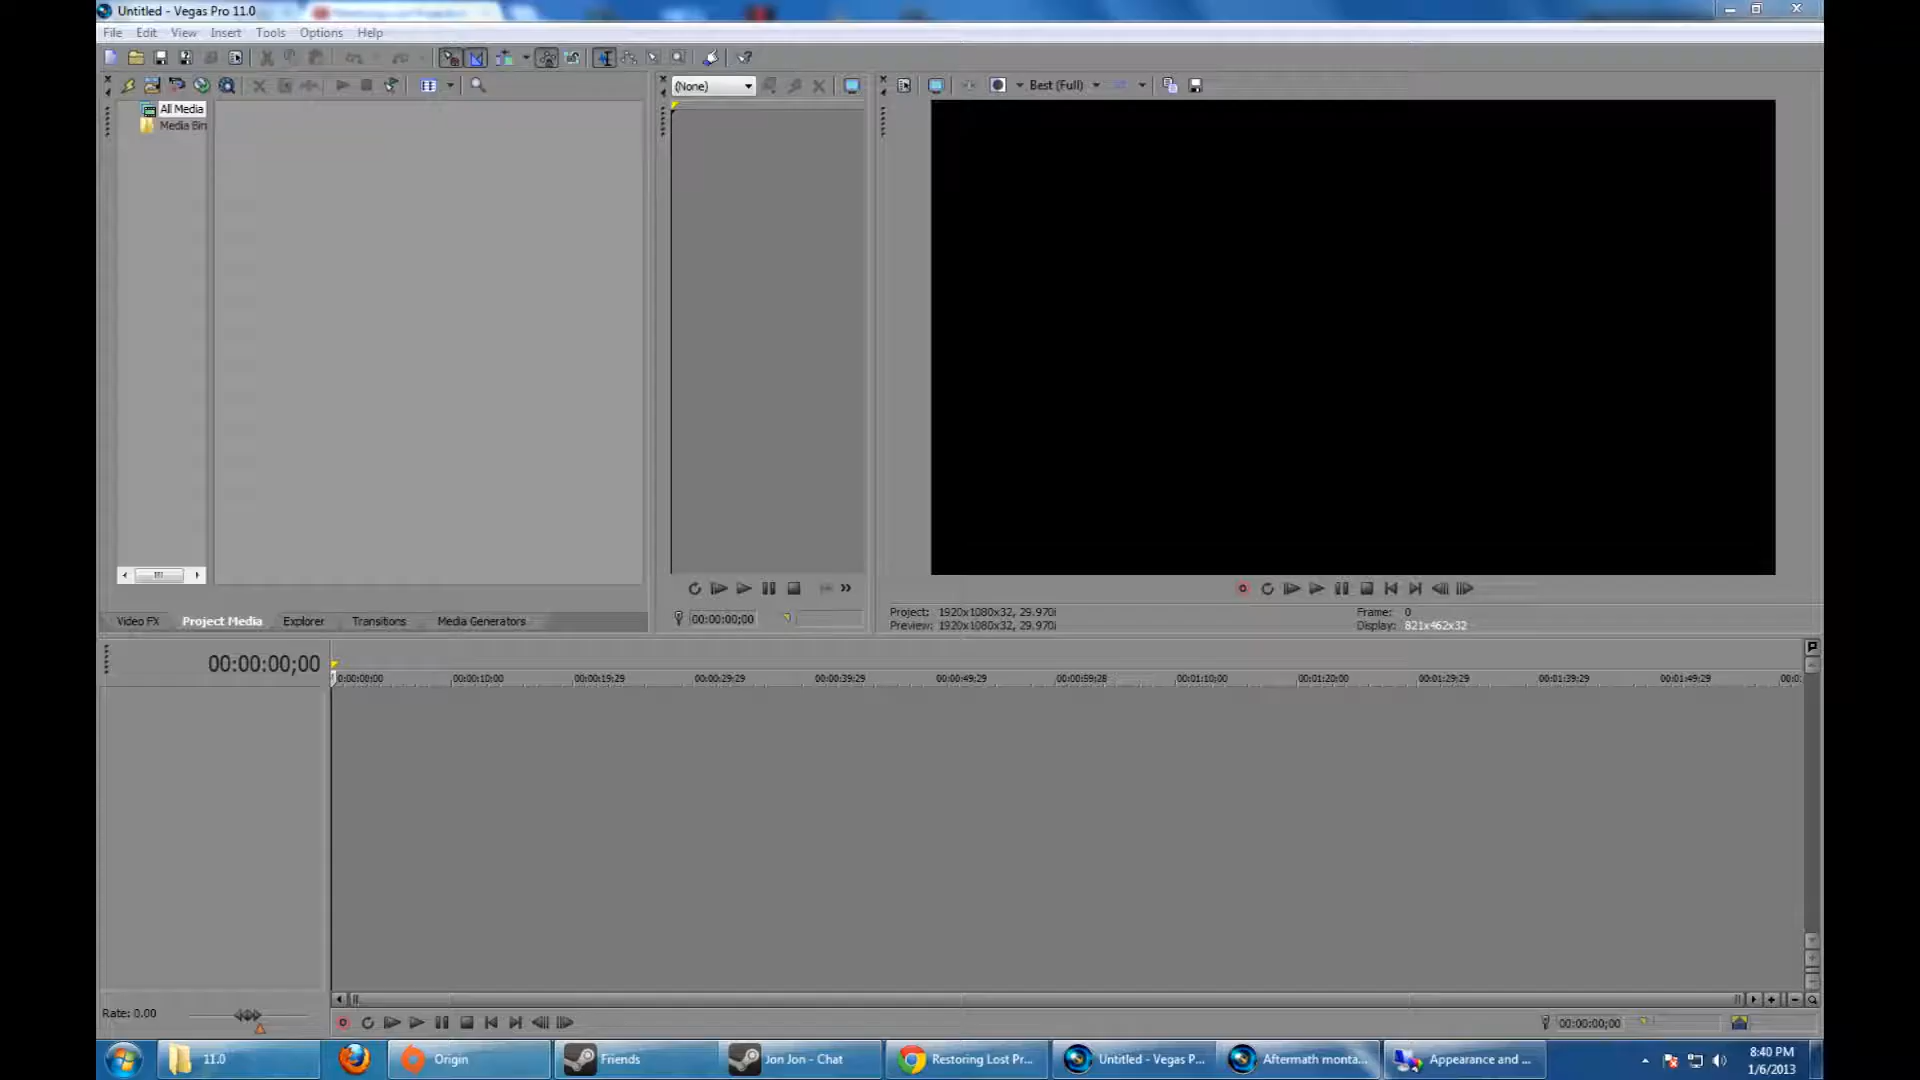 Untitled - Vegas Pro 11.0
File Edit View Insert Tools Options Help
(None)
Best (Full)
All Media
Media Bin
00:00:00;00
Project: 1920x1080x32, 29.970i
Frame: 0
Preview: 1920x1080x32, 29.970i
Display: 821x462x32
Video FX Project Media Explorer Transitions Media Generators
00:00:00;00
0:00:00;00 00:00:10;00 00:00:19;29 00:00:29;29 00:00:39;29 00:00:49;29 00:00:59;28 00:01:10;00 00:01:20;00 00:01:29;29 00:01:39;29 00:01:49;29 00:0
Rate: 0.00
00:00:00;00
11.0
Origin
Friends
Jon Jon - Chat
Restoring Lost Pr...
Untitled - Vegas P...
Aftermath monta...
Appearance and ...
8:40 PM
1/6/2013